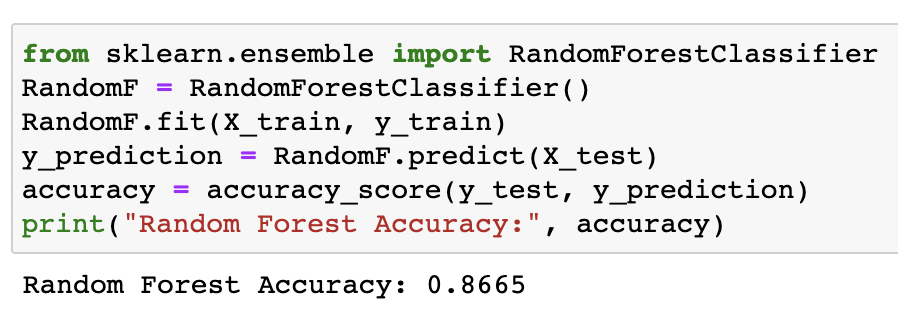 from sklearn.ensemble import RandomForestClassifier
RandomF = RandomForestClassifier()
RandomF.fit(X_train, y_train)
y_prediction = RandomF.predict(X_test)
accuracy = accuracy_score(y_test, y_prediction)
print("Random Forest Accuracy:", accuracy)
Random Forest Accuracy: 0.8665